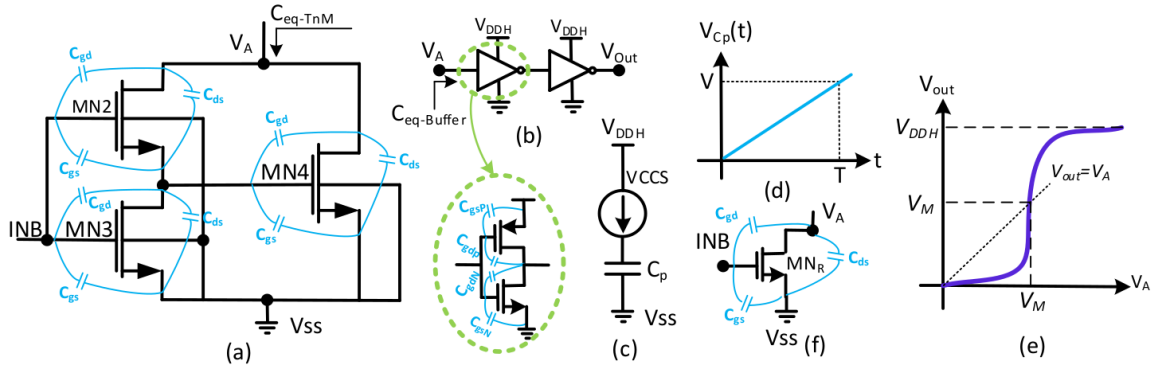 C_eq-TnM
V_A
C_gd
MN2
C_ds
C_gs
C_gd
INB
MN3
C_ds
C_gs
C_gd
MN4
C_ds
C_gs
Vss
(a)
V_DDH
V_DDH
V_A
V_Out
C_eq-Buffer
(b)
C_gsP
C_gdP
C_gdN
C_gsN
V_DDH
VCCS
C_p
Vss
(c)
V_Cp(t)
V
T
t
(d)
C_gd
V_A
INB
MN_R
C_ds
C_gs
Vss
(f)
V_out
V_DDH
V_out=V_A
V_M
V_M
V_A
(e)